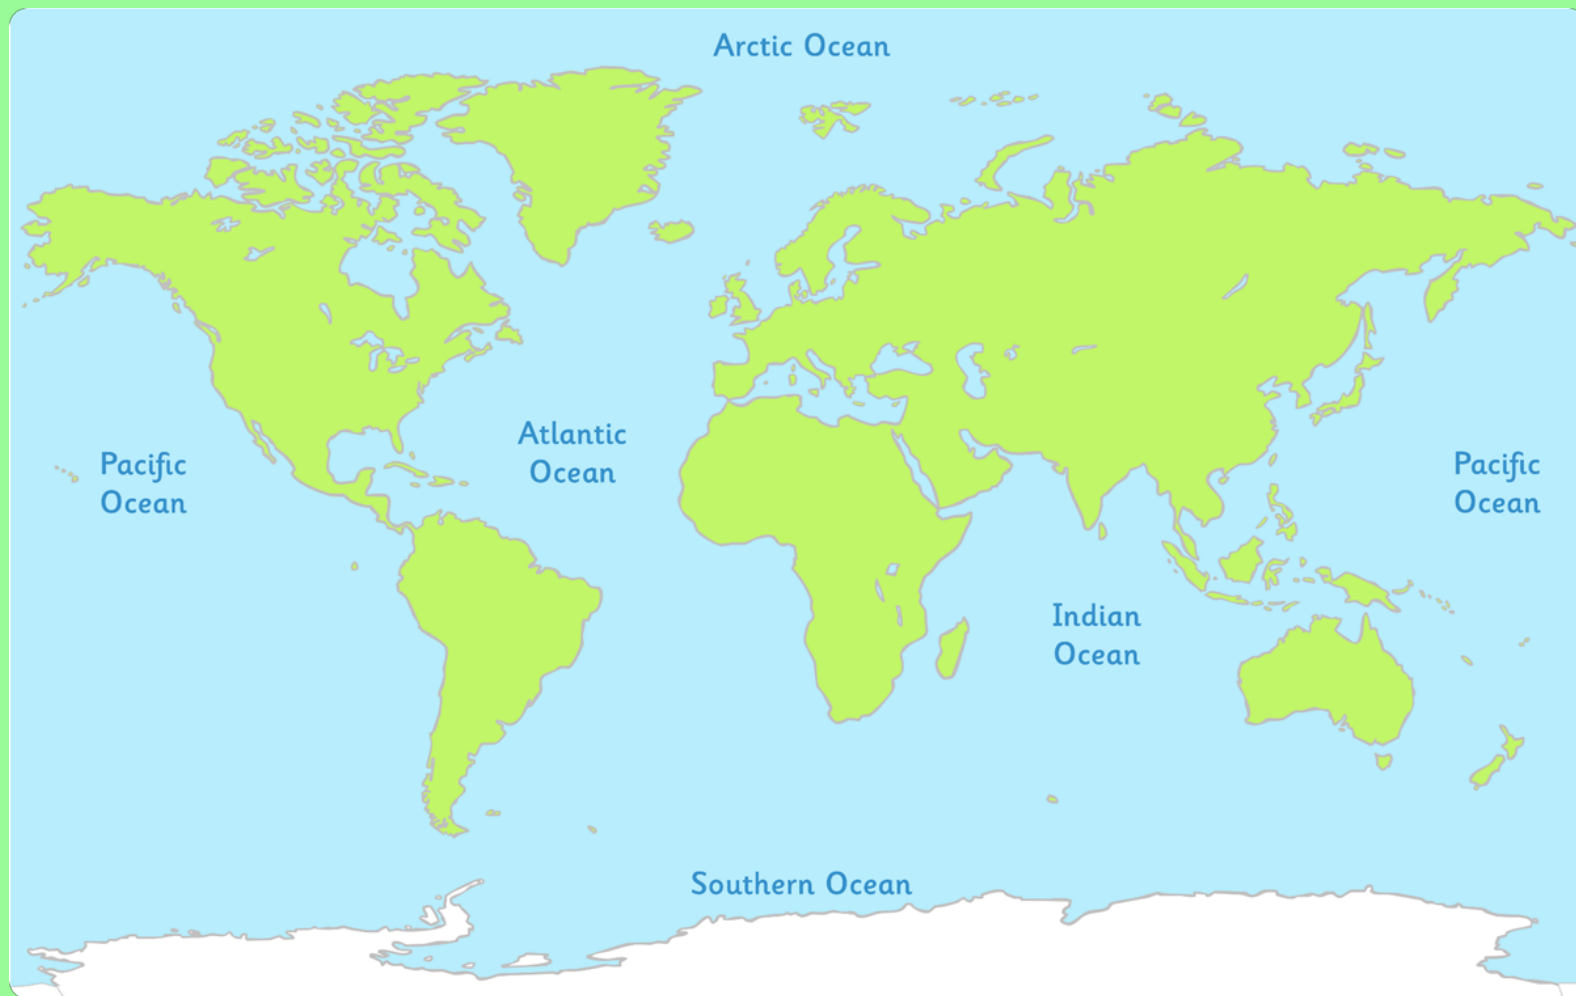 Arctic Ocean
Atlantic
Ocean
Pacific
Ocean
Pacific
Ocean
Indian
Ocean
Southern Ocean